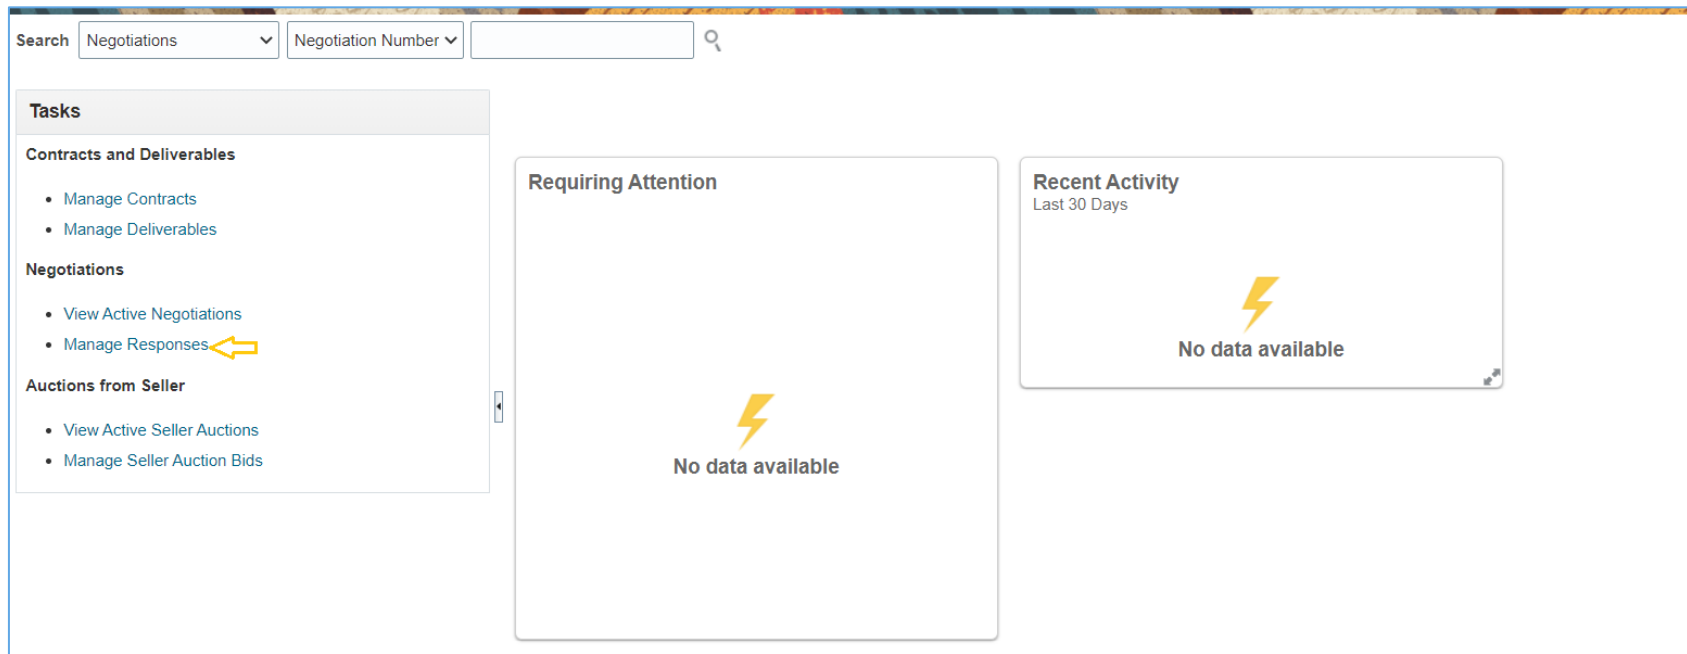 Search Negotiations Negotiation Number
Tasks
Contracts and Deliverables
Manage Contracts
Manage Deliverables
Negotiations
View Active Negotiations
Manage Responses
Auctions from Seller
View Active Seller Auctions
Manage Seller Auction Bids
Requiring Attention
No data available
Recent Activity
Last 30 Days
No data available